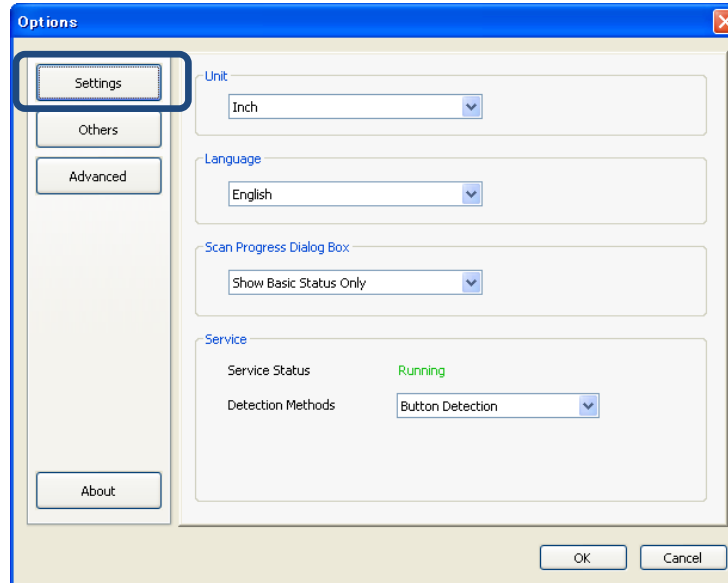 Options
Settings
Others
Advanced
About
Unit
Inch
Language
English
Scan Progress Dialog Box
Show Basic Status Only
Service
Service Status Running
Detection Methods Button Detection
OK Cancel